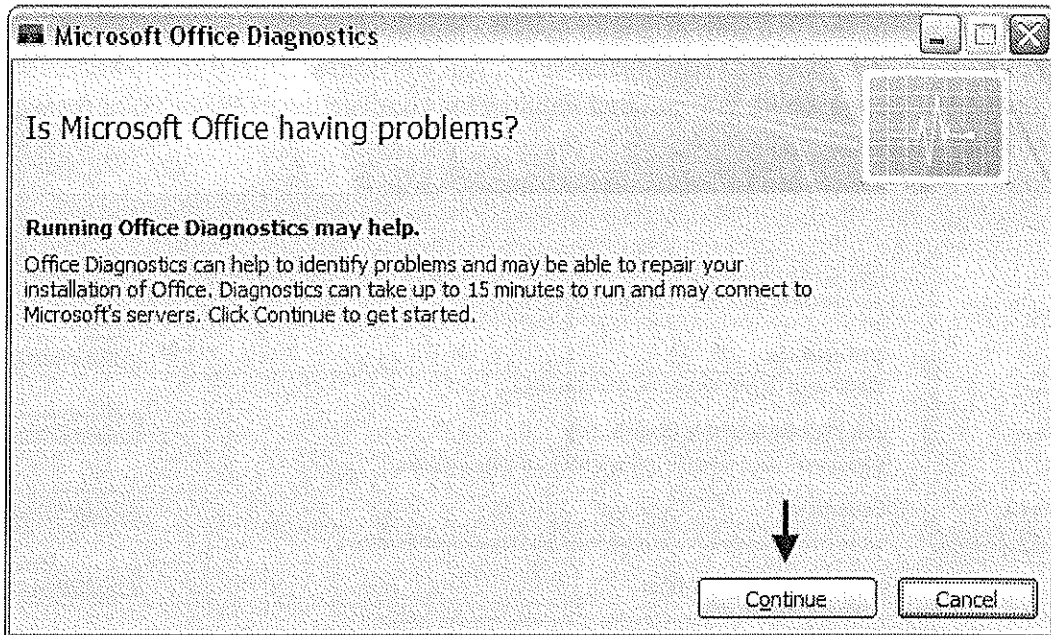 Microsoft Office Diagnostics
Is Microsoft Office having problems?
Running Office Diagnostics may help.
Office Diagnostics can help to identify problems and may be able to repair your
installation of Office. Diagnostics can take up to 15 minutes to run and may connect to
Microsoft's servers. Click Continue to get started.
Continue Cancel